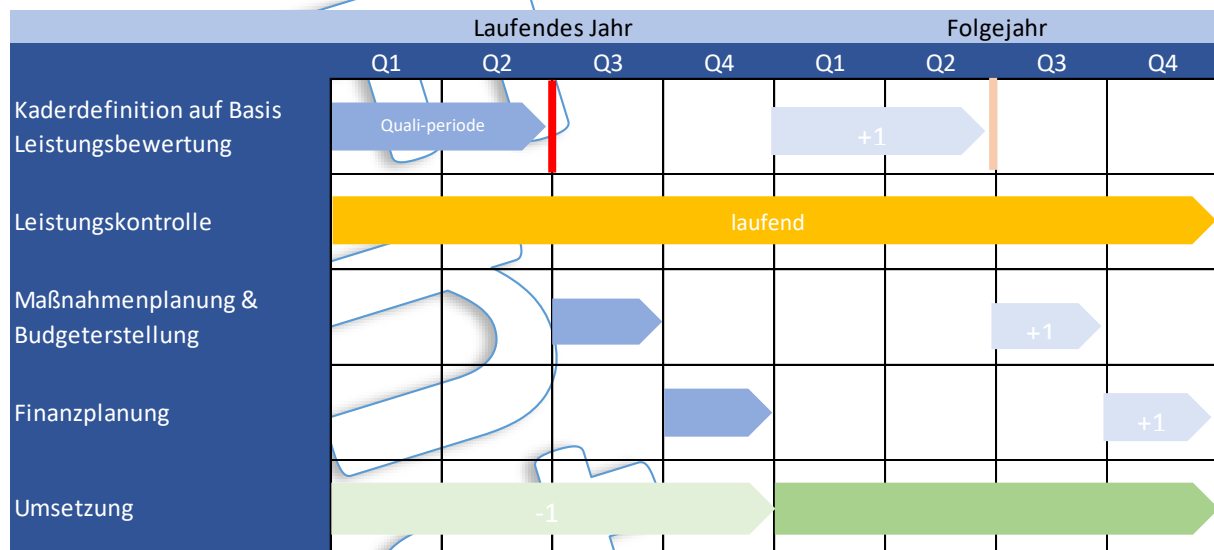 Laufendes Jahr Folgejahr
Q1 Q2 Q3 Q4 Q1 Q2 Q3 Q4
Kaderdefinition auf Basis
Leistungsbewertung
Quali-periode
+1
Leistungskontrolle
laufend
Maßnahmenplanung &
Budgeterstellung
+1
Finanzplanung
+1
Umsetzung
-1